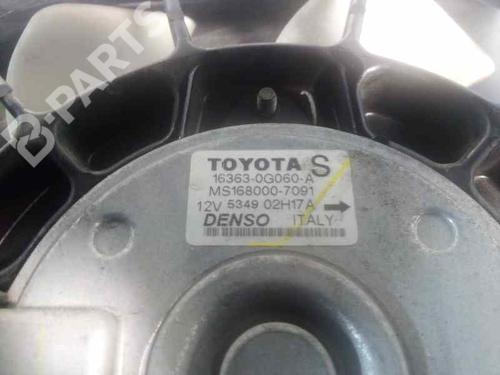 B-PARTS
TOYOTA S
16363-0G060-A
MS168000-7091
12V 5349 02H17A
DENSO ITALY